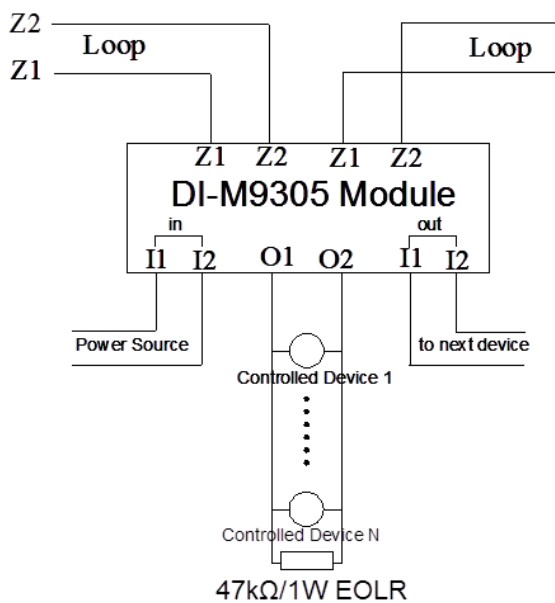 Z2
Loop
Loop
Z1
Z1 Z2 Z1 Z2
DI-M9305 Module
in out
I1 I2 O1 O2 I1 I2
Power Source to next device
Controlled Device 1
Controlled Device N
47kΩ/1W EOLR